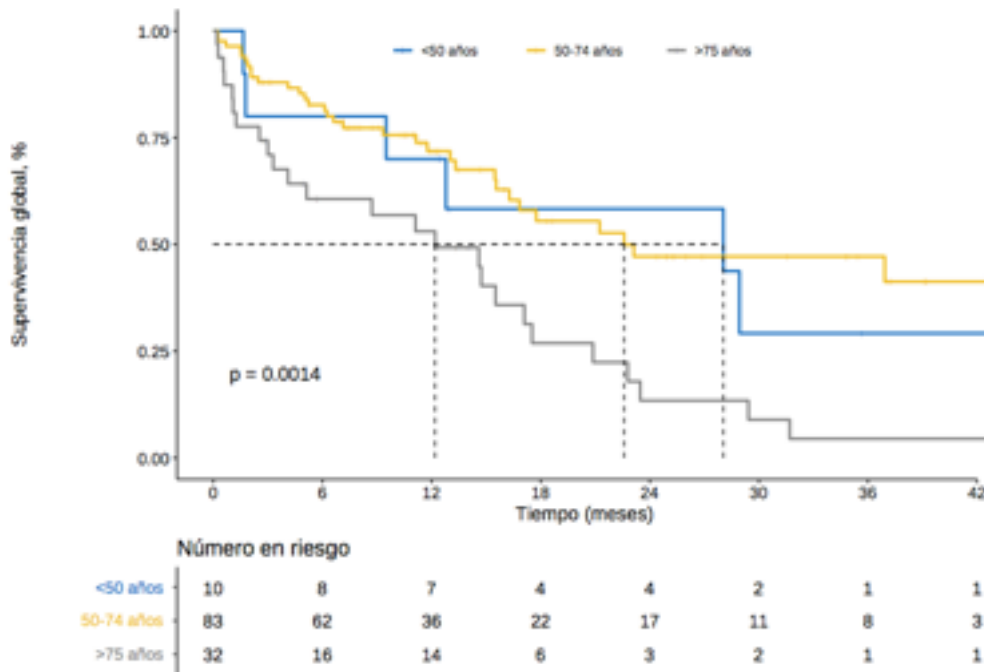 1.00
<50 años 50-74 años >75 años
0.75
Supervivencia global, %
0.50
0.25
p = 0.0014
0.00
0 6 12 18 24 30 36 42
Tiempo (meses)
Número en riesgo
<50 años 10 8 7 4 4 2 1 1
50-74 años 83 62 36 22 17 11 8 3
>75 años 32 16 14 6 3 2 1 1